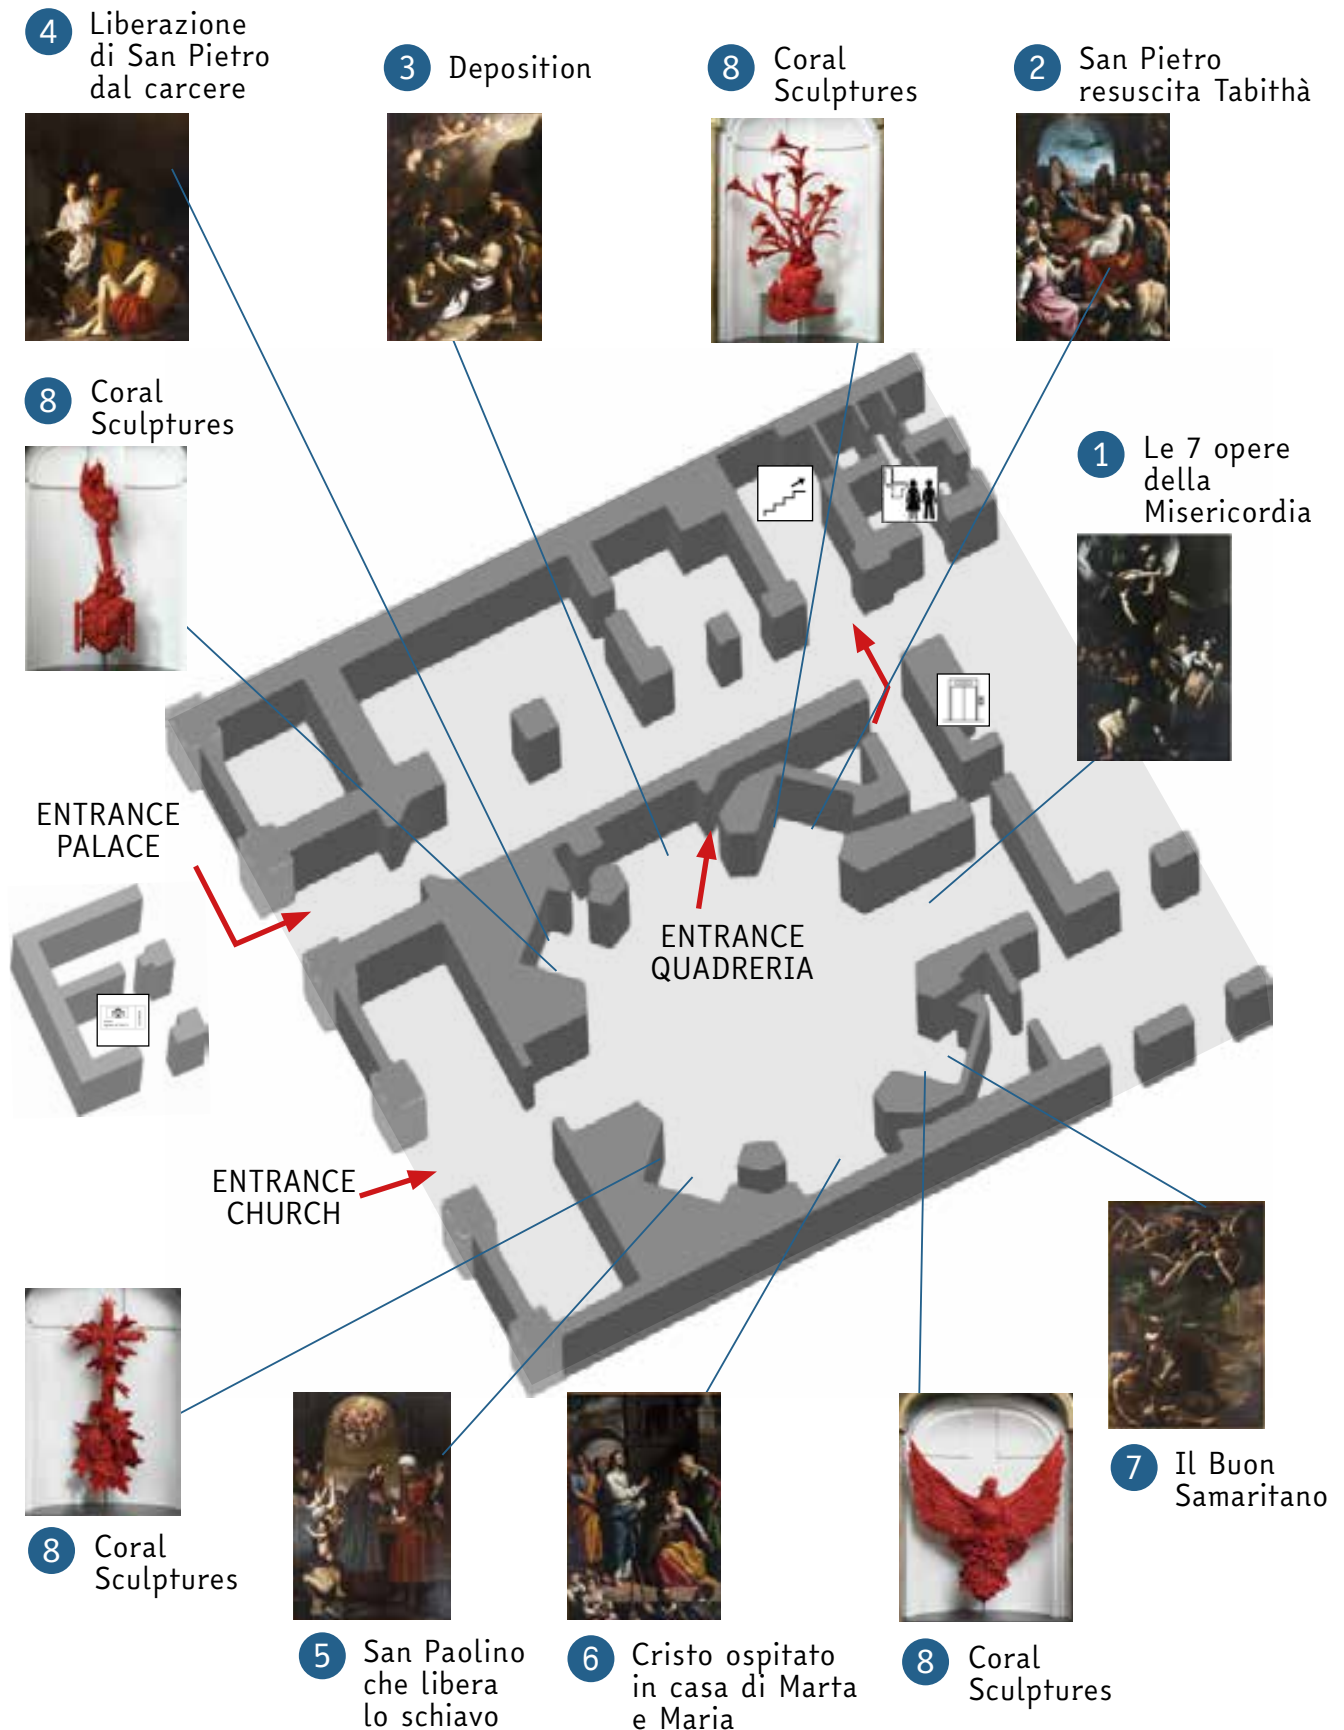 4
Liberazione
di San Pietro
dal carcere
3
Deposition
8
Coral
Sculptures
2
San Pietro
resuscita Tabithà
8
Coral
Sculptures
1
Le 7 opere
della
Misericordia
ENTRANCE
PALACE
ENTRANCE
QUADRERIA
ENTRANCE
CHURCH
8
Coral
Sculptures
5
San Paolino
che libera
lo schiavo
6
Cristo ospitato
in casa di Marta
e Maria
8
Coral
Sculptures
7
Il Buon
Samaritano